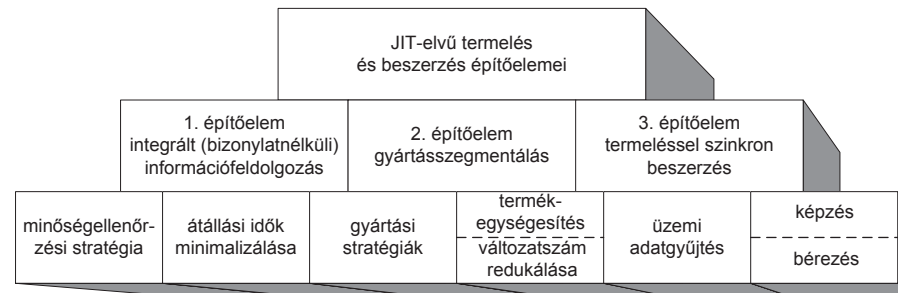 JIT-elvű termelés
és beszerzés építőelemei
1. építőelem
integrált (bizonylatnélküli)
információfeldolgozás
2. építőelem
gyártásszegmentálás
3. építőelem
termeléssel szinkron
beszerzés
minőségellenőr-
zési stratégia
átállási idők
minimalizálása
gyártási
stratégiák
termék-
egységesítés
változatszám
redukálása
üzemi
adatgyűjtés
képzés
bérezés